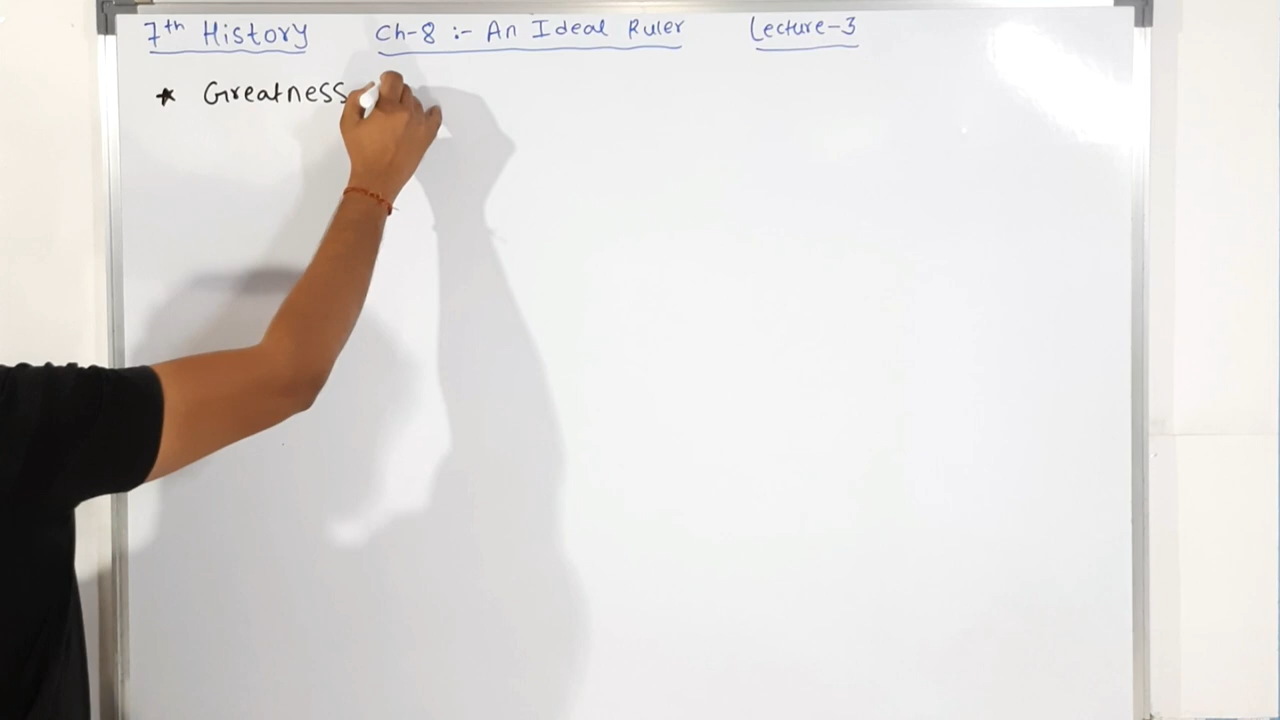 7th History Ch-8 :- An Ideal Ruler Lecture-3
★ Greatness